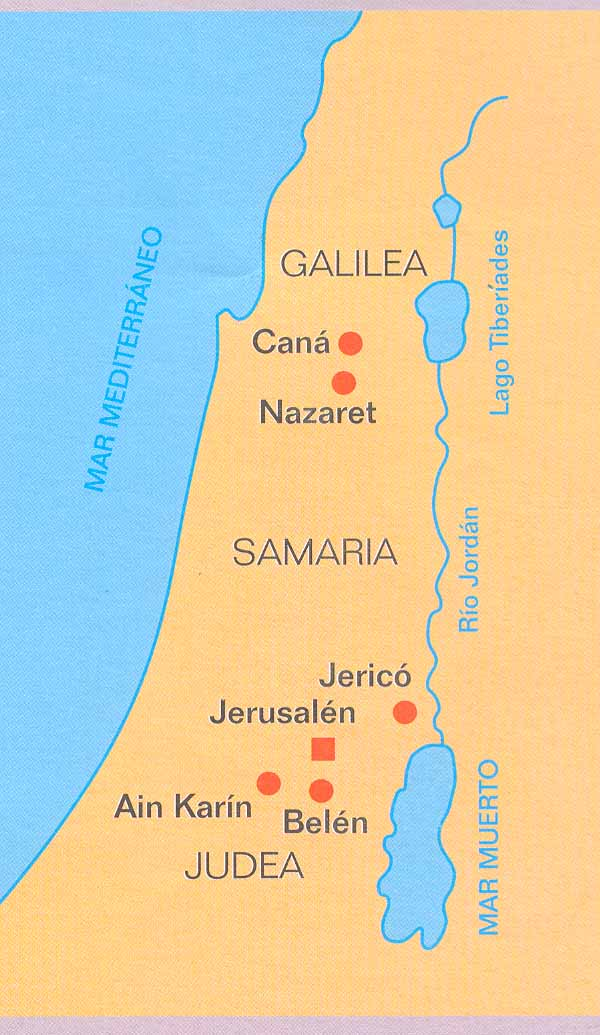 MAR MEDITERRÁNEO
GALILEA
Lago Tiberíades
Caná
Nazaret
SAMARIA
Río Jordán
Jericó
Jerusalén
Ain Karín
Belén
JUDEA
MAR MUERTO